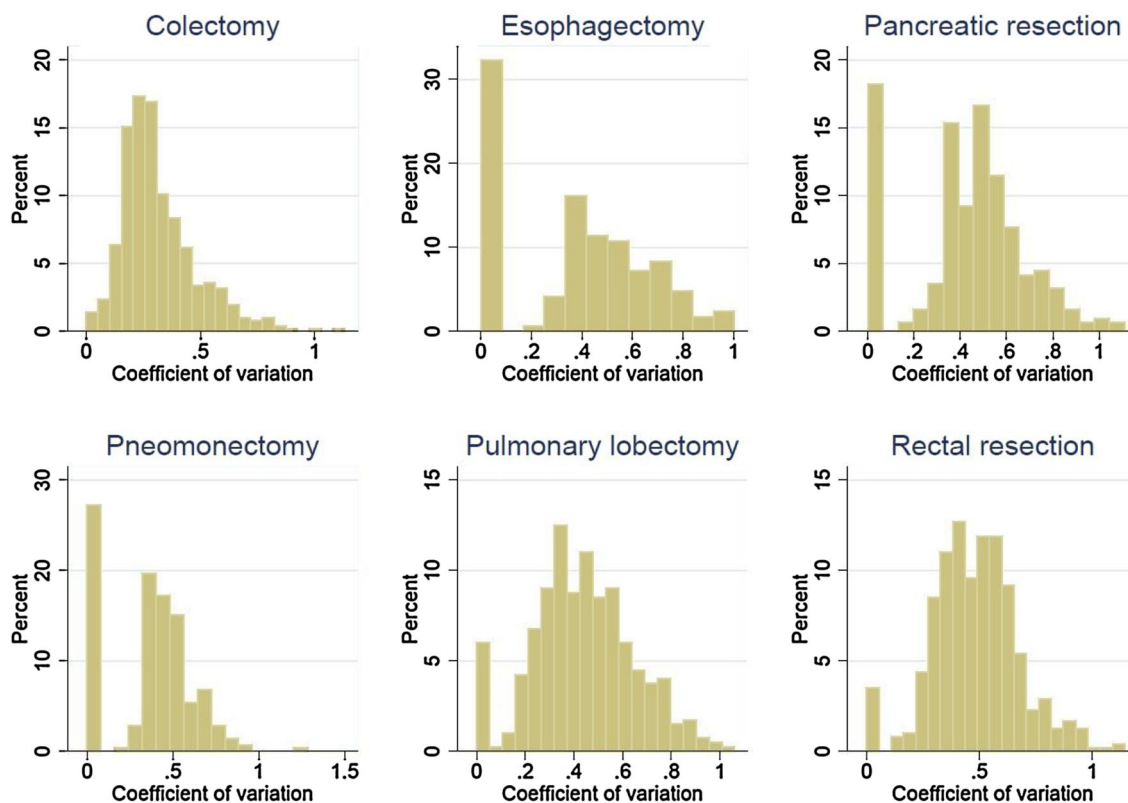 Colectomy
20
15
10
5
0
Percent
0 .5 1
Coefficient of variation
Esophagectomy
30
20
10
0
Percent
0 .2 .4 .6 .8 1
Coefficient of variation
Pancreatic resection
20
15
10
5
0
Percent
0 .2 .4 .6 .8 1
Coefficient of variation
Pneomonectomy
30
20
10
0
Percent
0 .5 1 1.5
Coefficient of variation
Pulmonary lobectomy
15
10
5
0
Percent
0 .2 .4 .6 .8 1
Coefficient of variation
Rectal resection
15
10
5
0
Percent
0 .5 1
Coefficient of variation